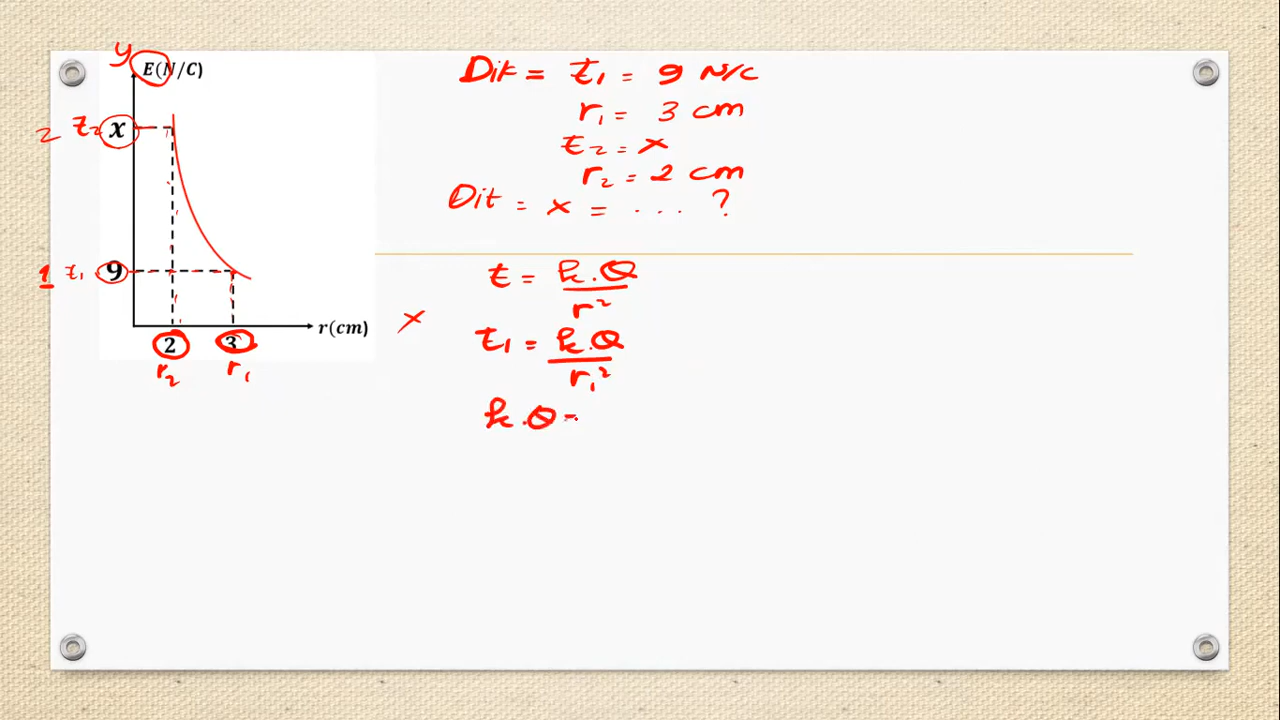 y
E(N/C)
2 E₂ x
1 E₁ 9
2 3
r(cm)
r₂ r₁
Dik = E₁ = 9 N/C
r₁ = 3 cm
E₂ = x
r₂ = 2 cm
Dit = x = .... ?
x
E = k.Q
r²
E₁ = k.Q
r₁²
k.Q =